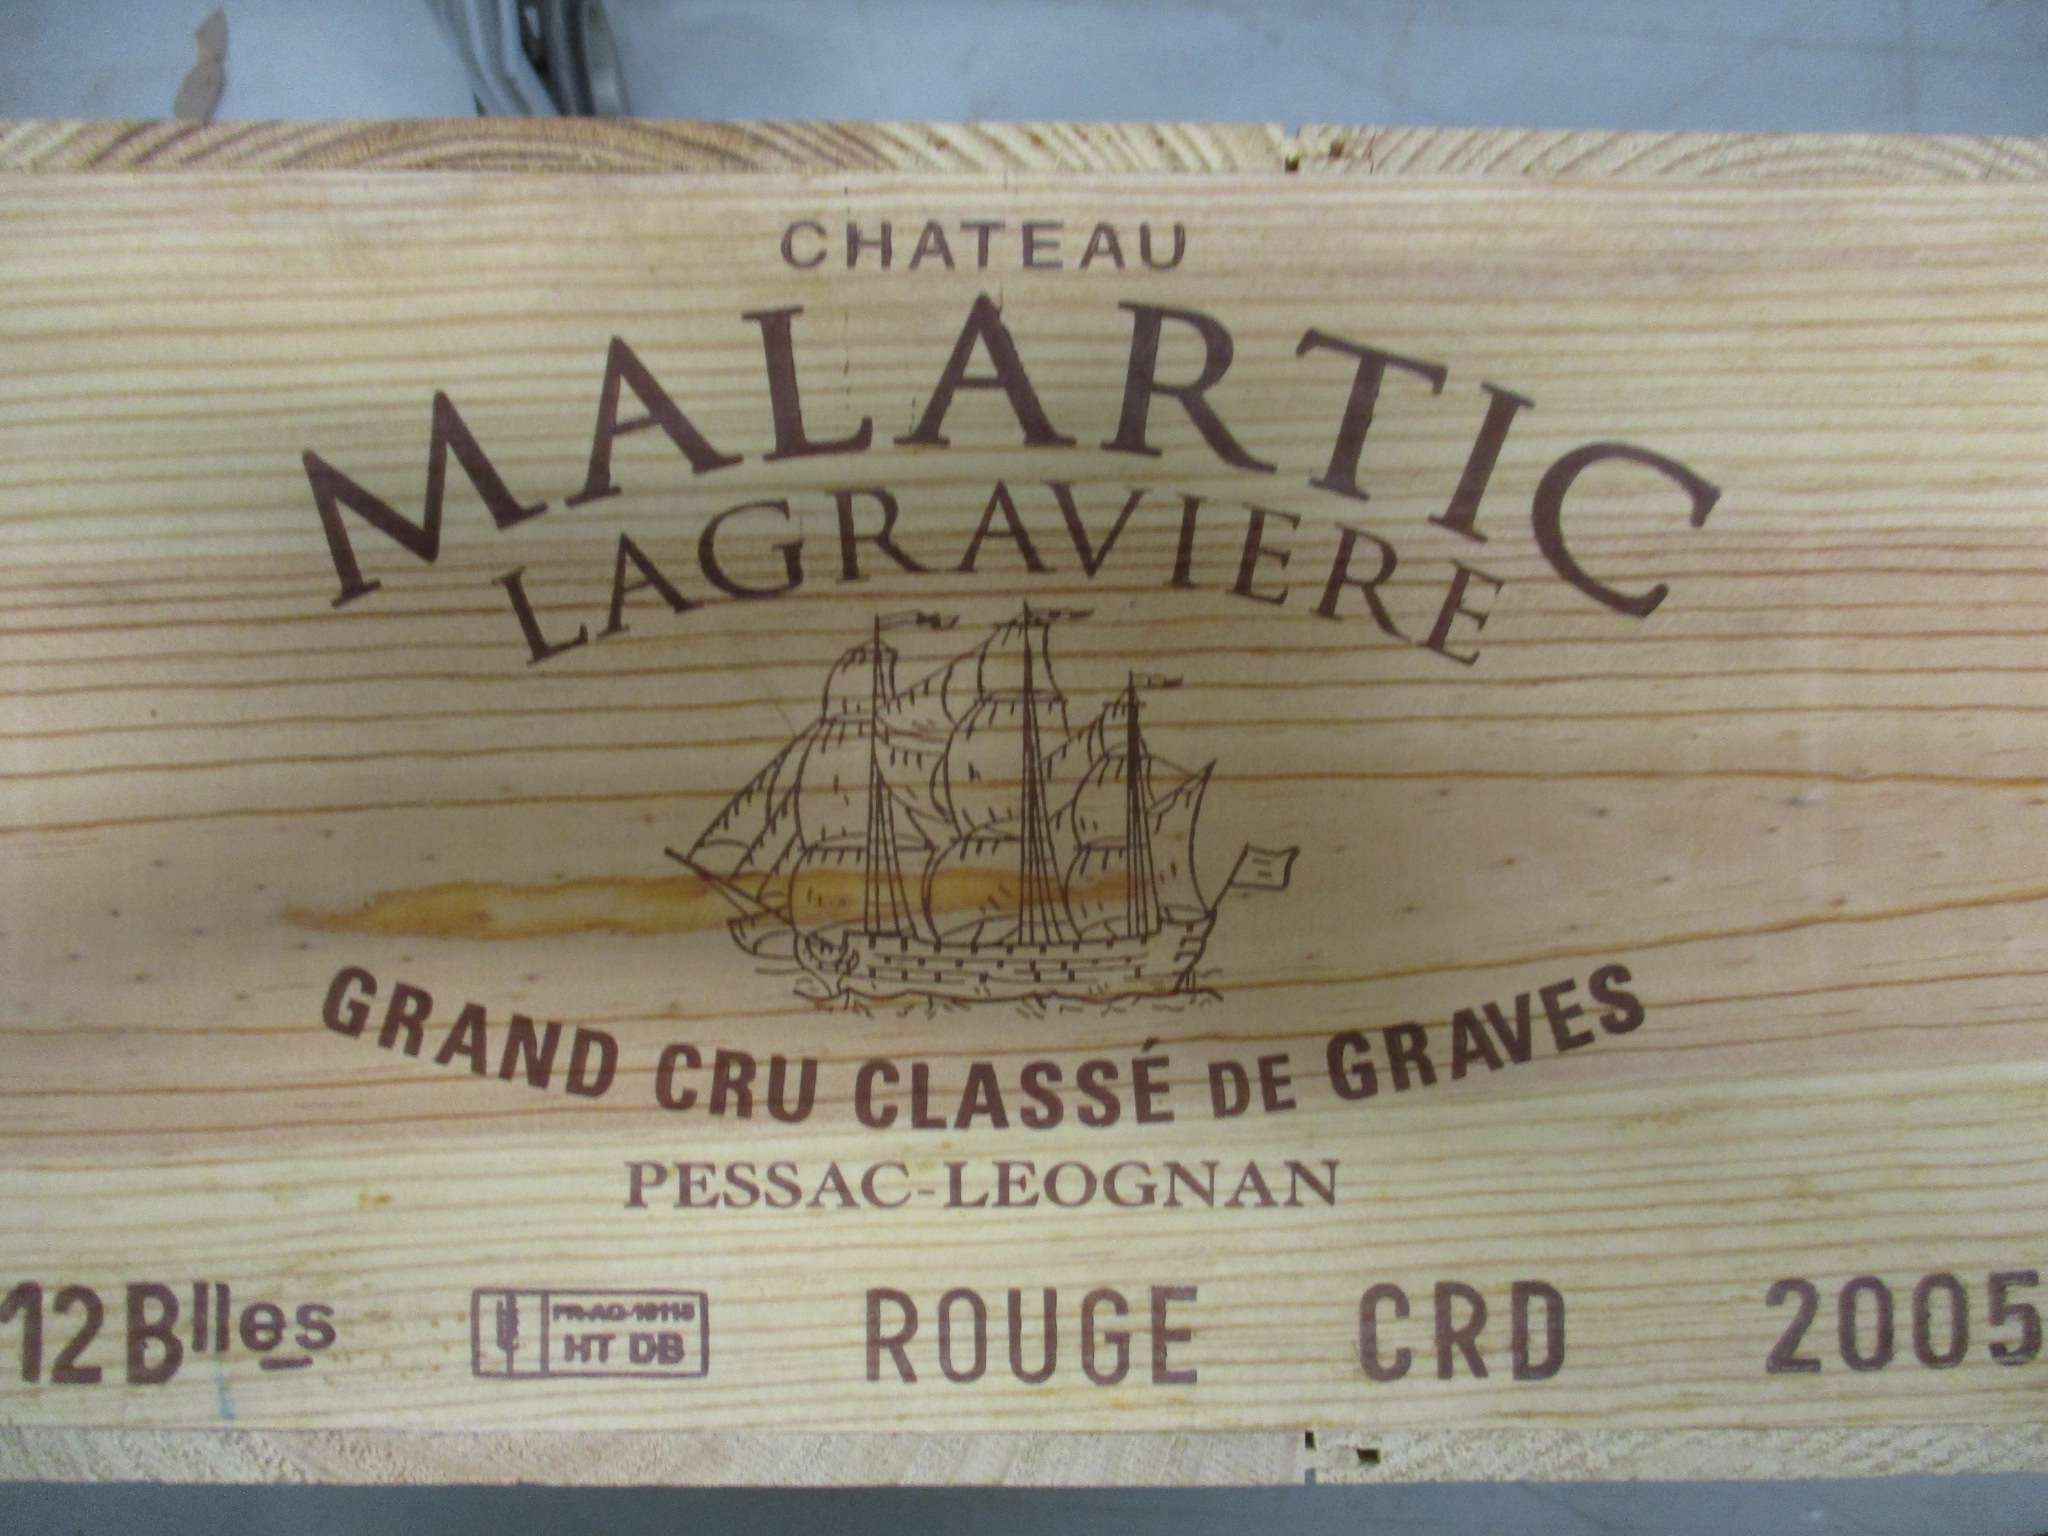 CHATEAU
MALARTIC
LAGRAVIERE
GRAND CRU CLASSÉ DE GRAVES
PESSAC-LEOGNAN
12 Blles
HT DB
ROUGE CRD 2005